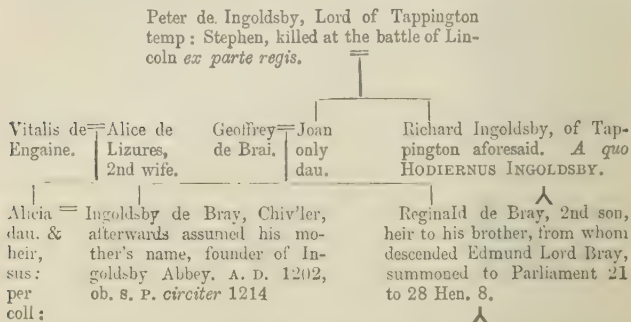 Peter de Ingoldsby, Lord of Tappington
temp : Stephen, killed at the battle of Lin-
coln ex parte regis.
Vitalis de
Engaine.
Alice de
Lizures,
2nd wife.
Geoffrey
de Brai.
Joan
only
dau.
Richard Ingoldsby, of Tap-
pington aforesaid. A quo
HODIERNUS INGOLDSBY.
Alicia
dau. &
heir,
sus:
per
coll :
Ingoldsby de Bray, Chiv'ler,
afterwards assumed his mo-
ther's name, founder of In-
goldsby Abbey. A. D. 1202,
ob. S. P. circiter 1214
Reginald de Bray, 2nd son,
heir to his brother, from whom
descended Edmund Lord Bray,
summoned to Parliament 21
to 28 Hen. 8.